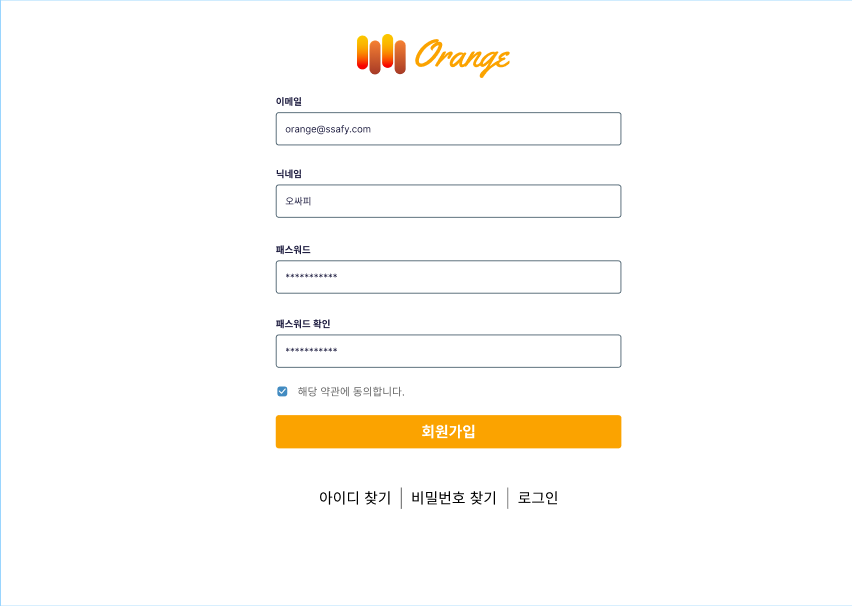 Orange
이메일
orange@ssafy.com
닉네임
오싸피
패스워드
***********
패스워드 확인
***********
해당 약관에 동의합니다.
회원가입
아이디 찾기 | 비밀번호 찾기 | 로그인